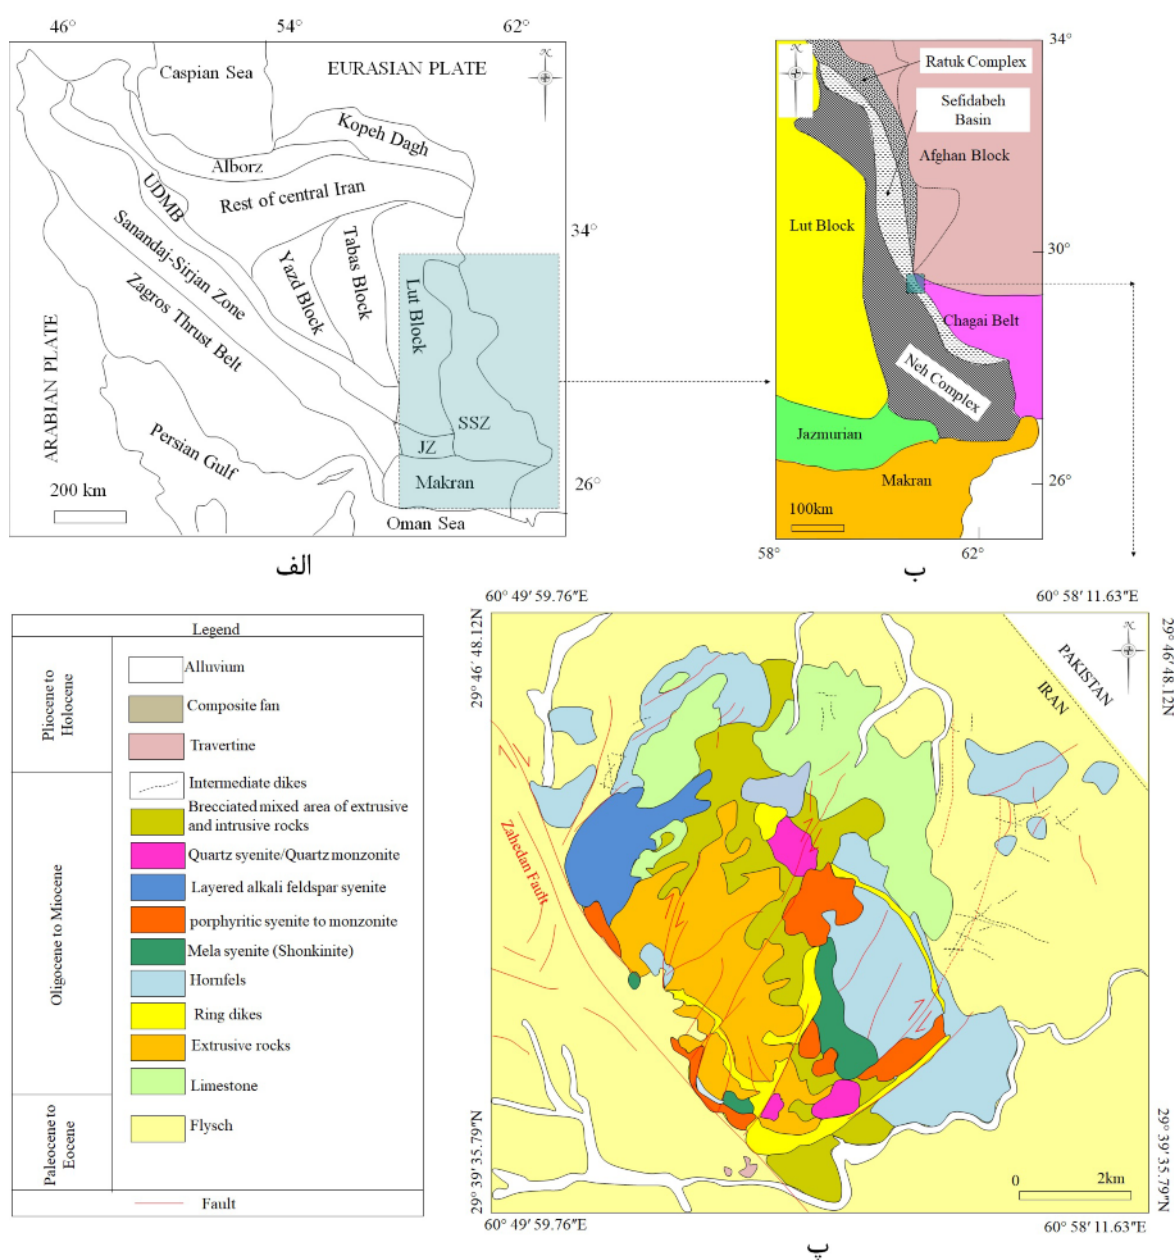 46°
54°
62°
Caspian Sea
EURASIAN PLATE
Kopeh Dagh
Alborz
UDMB
Rest of central Iran
Sanandaj-Sirjan Zone
Tabas Block
Yazd Block
Lut Block
Zagros Thrust Belt
ARABIAN PLATE
Persian Gulf
SSZ
JZ
Makran
Oman Sea
200 km
34°
26°
الف
34°
Ratuk Complex
Sefidabeh
Basin
Afghan Block
Lut Block
30°
Chagai Belt
Neh Complex
Jazmurian
Makran
26°
100km
58°
62°
ب
Legend
Pliocene to
Holocene
Alluvium
Composite fan
Travertine
Oligocene to Miocene
Intermediate dikes
Brecciated mixed area of extrusive
and intrusive rocks
Quartz syenite/Quartz monzonite
Layered alkali feldspar syenite
porphyritic syenite to monzonite
Mela syenite (Shonkinite)
Hornfels
Ring dikes
Extrusive rocks
Limestone
Paleocene to
Eocene
Flysch
Fault
60° 49′ 59.76″E
60° 58′ 11.63″E
29° 46′ 48.12N
29° 46′ 48.12N
PAKISTAN
IRAN
Zahedan Fault
29° 39′ 35.79″N
29° 39′ 35.79″N
0
2km
60° 49′ 59.76″E
60° 58′ 11.63″E
پ